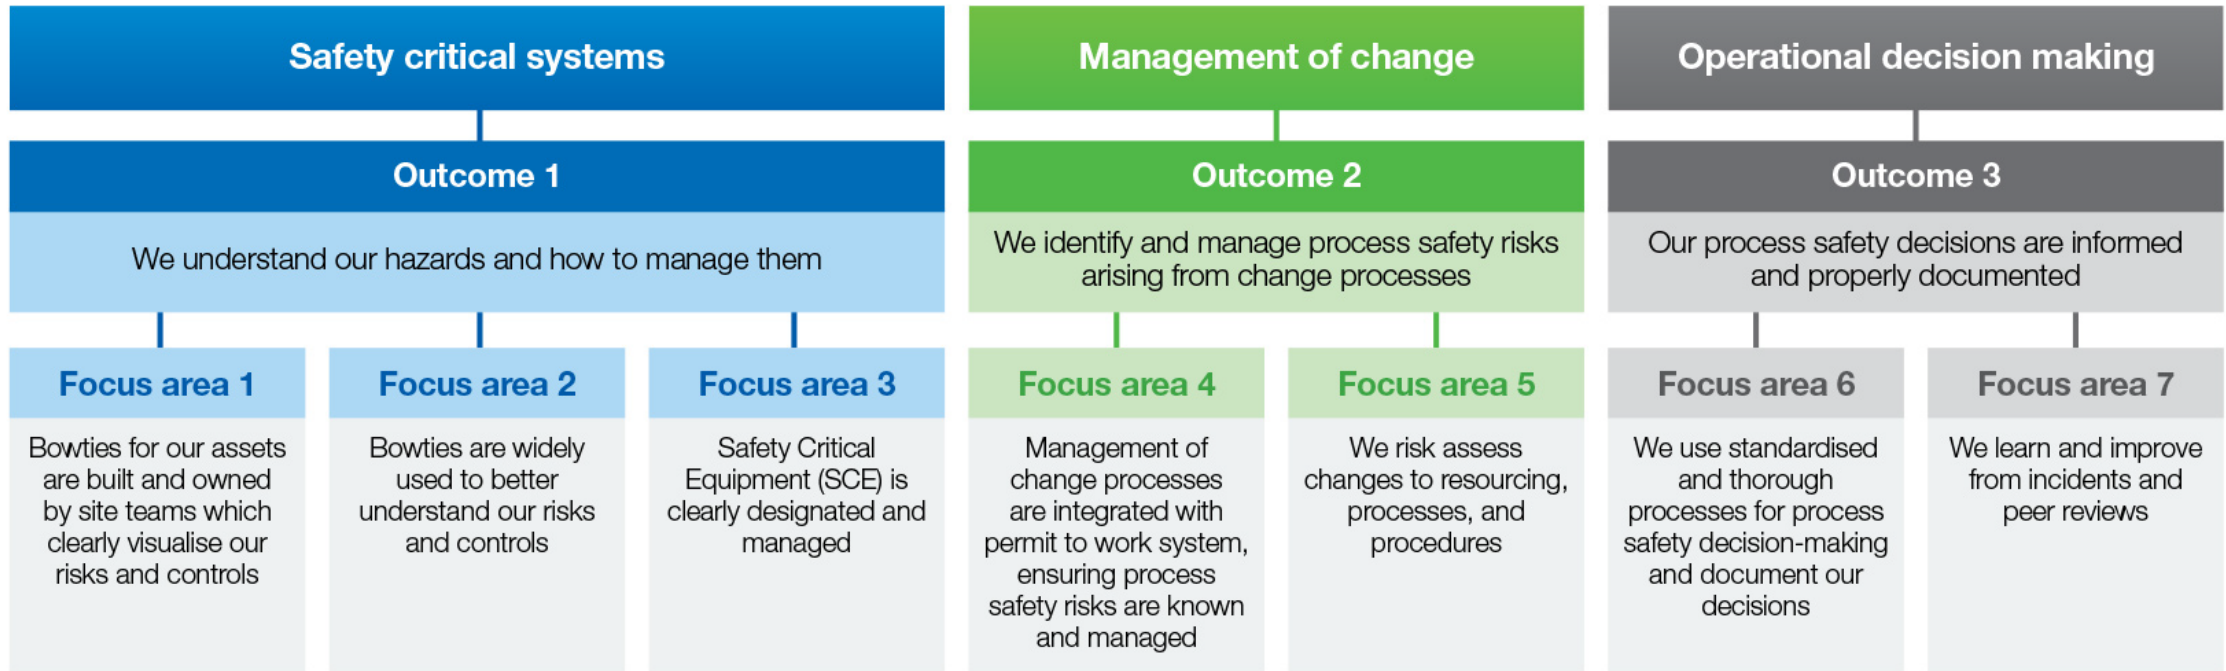 Safety critical systems
Outcome 1
We understand our hazards and how to manage them
Focus area 1
Bowties for our assets
are built and owned
by site teams which
clearly visualise our
risks and controls
Focus area 2
Bowties are widely
used to better
understand our risks
and controls
Focus area 3
Safety Critical
Equipment (SCE) is
clearly designated and
managed
Management of change
Outcome 2
We identify and manage process safety risks
arising from change processes
Focus area 4
Management of
change processes
are integrated with
permit to work system,
ensuring process
safety risks are known
and managed
Focus area 5
We risk assess
changes to resourcing,
processes, and
procedures
Operational decision making
Outcome 3
Our process safety decisions are informed
and properly documented
Focus area 6
We use standardised
and thorough
processes for process
safety decision-making
and document our
decisions
Focus area 7
We learn and improve
from incidents and
peer reviews